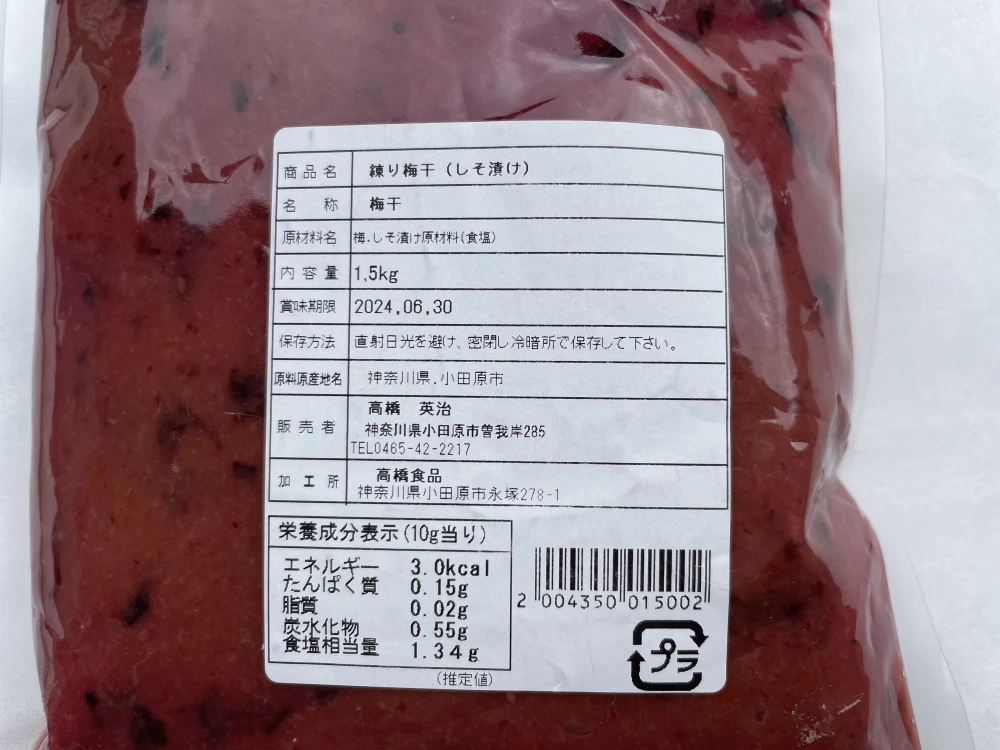 商品名 練り梅干(しそ漬け)
名 称 梅干
原材料名 梅.しそ漬け原材料(食塩)
内容量 1,5kg
賞味期限 2024,06,30
保存方法 直射日光を避け、密閉し冷暗所で保存して下さい。
原料原産地名 神奈川県.小田原市
販売者 高橋 英治
神奈川県小田原市曽我岸285
TEL0465-42-2217
加工所 高橋食品
神奈川県小田原市永塚278-1
栄養成分表示(10g当り)
エネルギー 3.0kcal
たんぱく質 0.15g
脂質 0.02g
炭水化物 0.55g
食塩相当量 1.34g
(推定値)
2 004350 015002
プラ